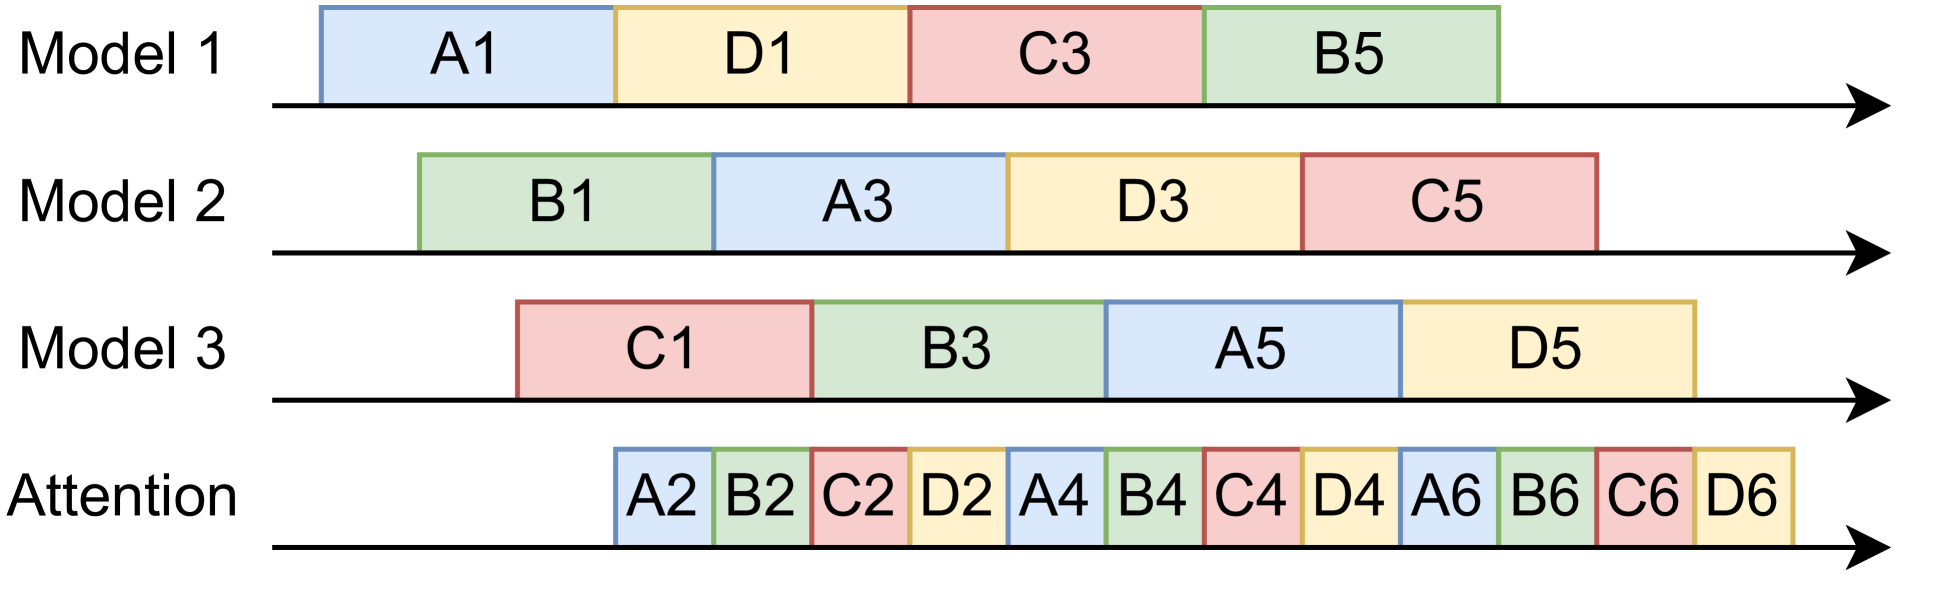 Model 1 A1 D1 C3 B5
Model 2 B1 A3 D3 C5
Model 3 C1 B3 A5 D5
Attention A2 B2 C2 D2 A4 B4 C4 D4 A6 B6 C6 D6